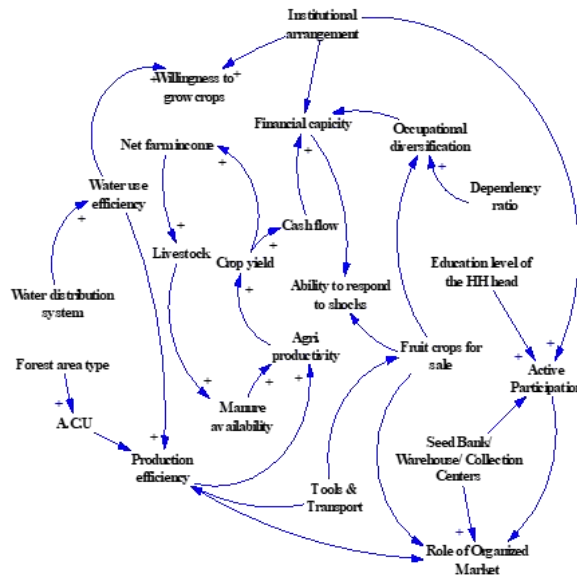 Institutional
arrangement
+
+
Willingness to
grow crops
Financial capicity
Occupational
diversification
Net farm income
+
+
+
Dependency
ratio
Water use
efficiency
+
Cash flow
+
+
Livestock
Crop yield
Education level of
the HH head
+
Ability to respond
to shocks
Water distribution
system
Agri
productivity
Fruit crops for
sale
+
+
Forest area type
+
+
+
Active
Participation
+
A.CU
Manure
availability
+
Seed Bank/
Warehouse/ Collection
Centers
Production
efficiency
Tools &
Transport
+
Role of Organized
Market